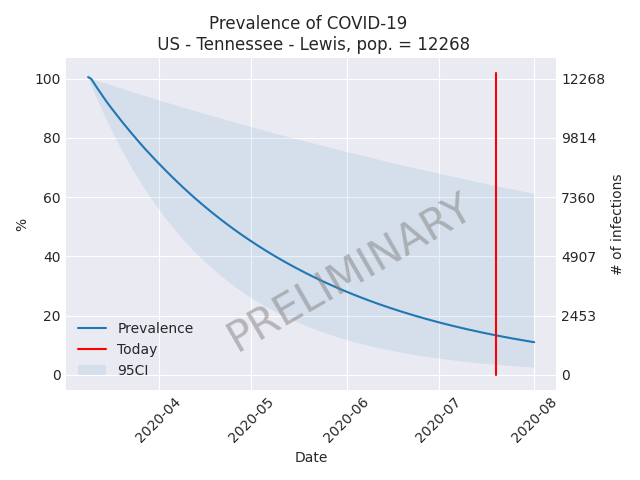 Prevalence of COVID-19
US - Tennessee - Lewis, pop. = 12268
100
80
60
40
20
0
%
12268
9814
7360
4907
2453
0
# of infections
PRELIMINARY
Prevalence
Today
95CI
2020-04
2020-05
2020-06
2020-07
2020-08
Date